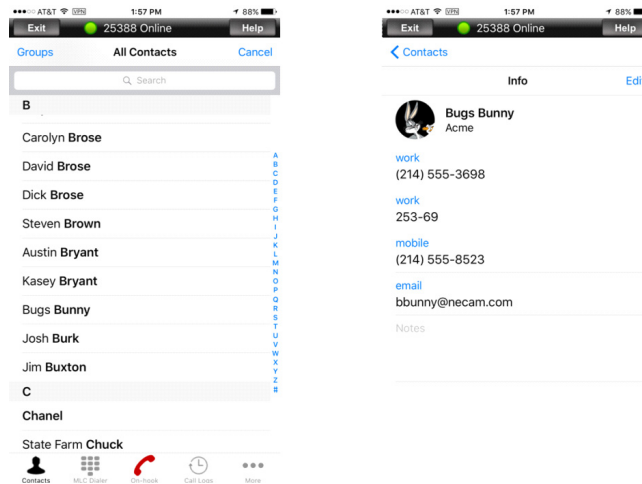 AT&T VPN 1:57 PM 88%
Exit 25388 Online Help
Groups All Contacts Cancel
Search
B
Carolyn Brose
David Brose
Dick Brose
Steven Brown
Austin Bryant
Kasey Bryant
Bugs Bunny
Josh Burk
Jim Buxton
C
Chanel
State Farm Chuck
A
B
C
D
E
F
G
H
I
J
K
L
M
N
O
P
Q
R
S
T
U
V
W
X
Y
Z
#
Contacts MLC Dialer On-hook Call Logs More
AT&T VPN 1:57 PM 88%
Exit 25388 Online Help
Contacts
Info Edi
Bugs Bunny
Acme
work
(214) 555-3698
work
253-69
mobile
(214) 555-8523
email
bbunny@necam.com
Notes